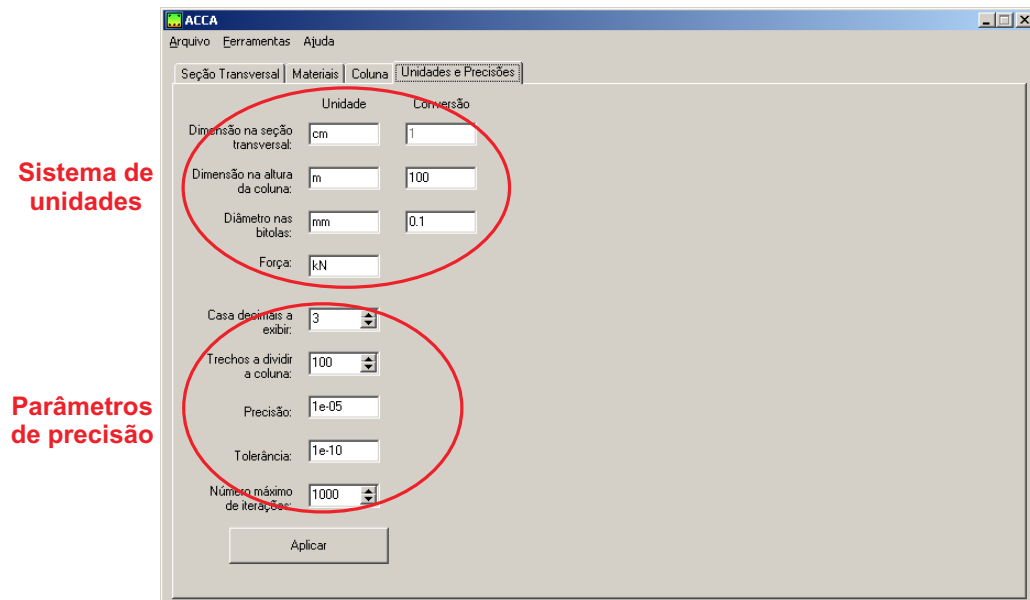 ACCA
Arquivo Ferramentas Ajuda
Seção Transversal Materiais Coluna Unidades e Precisões
Unidade Conversão
Dimensão na seção
transversal:
cm 1
Sistema de
unidades
Dimensão na altura
da coluna:
m 100
Diâmetro nas
bitolas:
mm 0.1
Força:
kN
Casa decimais a
exibir:
3
Trechos a dividir
a coluna:
100
Parâmetros
de precisão
Precisão:
1e-05
Tolerância:
1e-10
Número máximo
de iterações:
1000
Aplicar